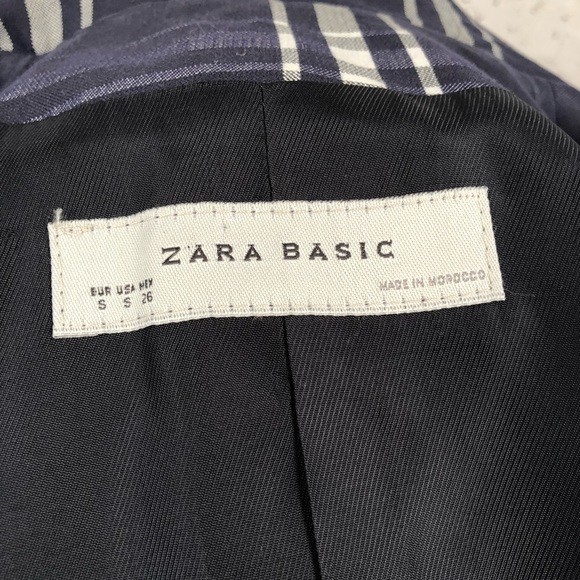 ZARA BASIC
EUR USA MEX
S S 26
MADE IN MOROCCO